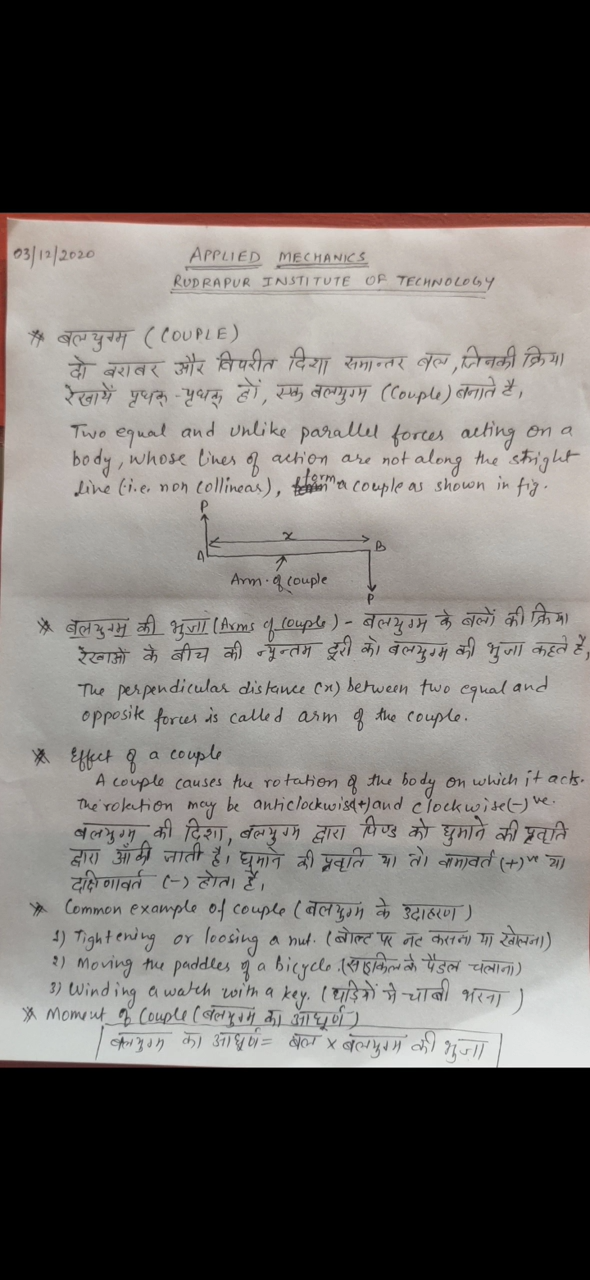 03/12/2020
APPLIED MECHANICS
RUDRAPUR INSTITUTE OF TECHNOLOGY
* बलयुग्म (COUPLE)
दो बराबर और विपरीत दिशा समान्तर बल, जिनकी क्रिया
रेखायें पृथक्-पृथक् हों, एक बलयुग्म (Couple) बनाते है,
Two equal and unlike parallel forces acting on a
body, whose lines of action are not along the stright
line (i.e. non collinear), form a couple as shown in fig.
P
x
A
B
Arm of couple
P
* बलयुग्म की भुजा (Arms of couple) - बलयुग्म के बलों की क्रिया
रेखाओं के बीच की न्यूनतम दूरी को बलयुग्म की भुजा कहते है,
The perpendicular distance (x) between two equal and
opposite forces is called arm of the couple.
* Effect of a couple
A couple causes the rotation of the body on which it acts.
The rotation may be anticlockwise(+) and clockwise (-)ve.
बलयुग्म की दिशा, बलयुग्म द्वारा पिण्ड को घुमाने की प्रवृति
द्वारा आँकी जाती है। घुमाने की प्रवृति या तो वामावर्त (+)ve या
दक्षिणावर्त (-) होता है,
* Common example of couple (बलयुग्म के उदाहरण)
1) Tightening or loosing a nut. (बोल्ट पर नट कसना या खोलना)
2) Moving the paddles of a bicycle. (साइकिल के पैडल चलाना)
3) Winding a watch with a key. (घड़ियों मे चाबी भरना)
* Moment of couple (बलयुग्म का आघूर्ण)
बलयुग्म का आघूर्ण = बल x बलयुग्म की भुजा